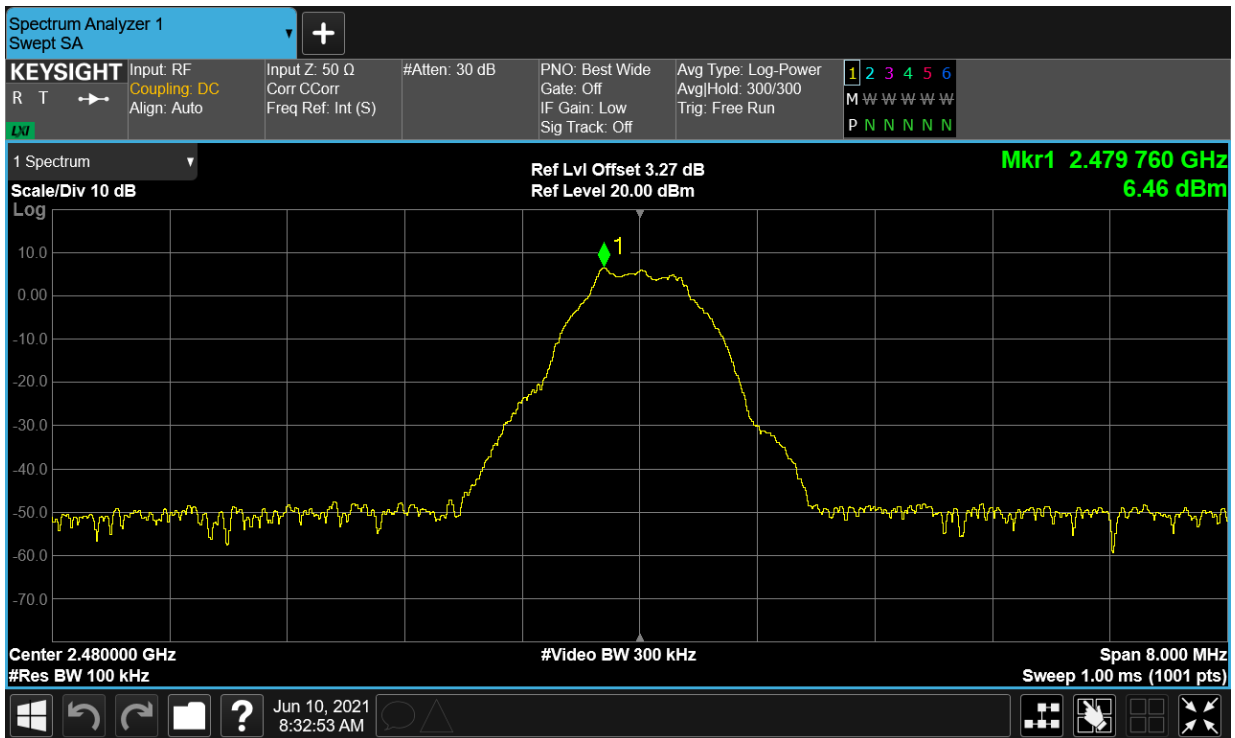 Spectrum Analyzer 1
Swept SA
+
KEYSIGHT Input: RF Input Z: 50 Ω #Atten: 30 dB PNO: Best Wide Avg Type: Log-Power 1 2 3 4 5 6
R T Coupling: DC Corr CCorr Gate: Off Avg|Hold: 300/300 M W W W W W
Align: Auto Freq Ref: Int (S) IF Gain: Low Trig: Free Run
LXI Sig Track: Off P N N N N N
1 Spectrum Ref Lvl Offset 3.27 dB Mkr1 2.479 760 GHz
Scale/Div 10 dB Ref Level 20.00 dBm 6.46 dBm
Log
1
10.0
0.00
-10.0
-20.0
-30.0
-40.0
-50.0
-60.0
-70.0
Center 2.480000 GHz #Video BW 300 kHz Span 8.000 MHz
#Res BW 100 kHz Sweep 1.00 ms (1001 pts)
? Jun 10, 2021
8:32:53 AM